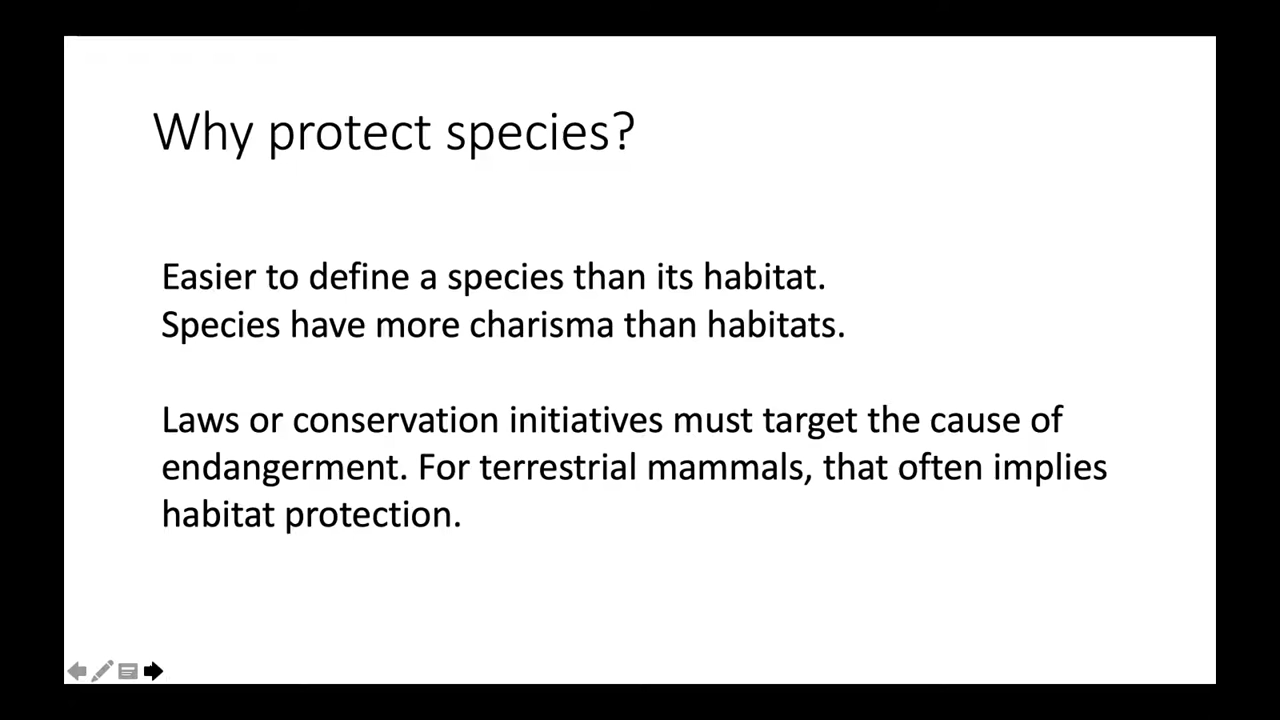 Why protect species?
Easier to define a species than its habitat.
Species have more charisma than habitats.
Laws or conservation initiatives must target the cause of
endangerment. For terrestrial mammals, that often implies
habitat protection.